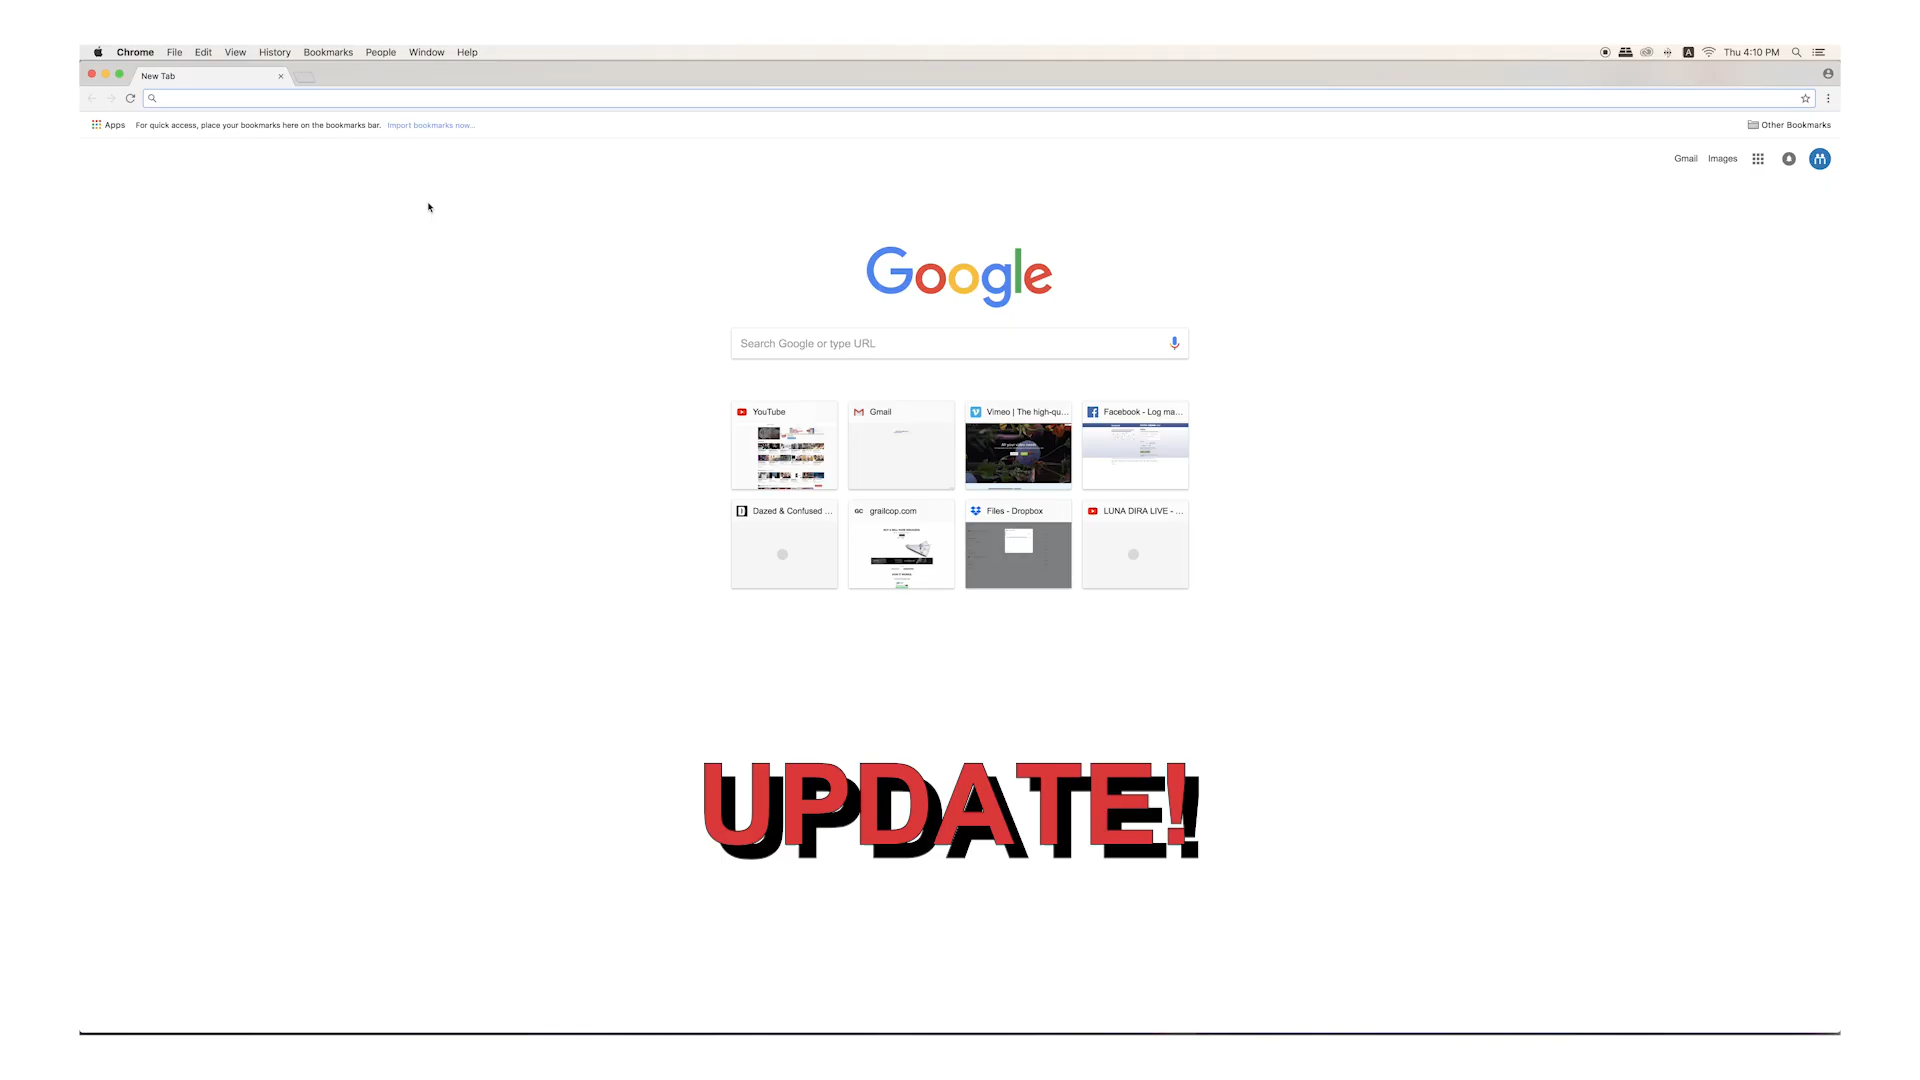 Chrome File Edit View History Bookmarks People Window Help
Thu 4:10 PM
New Tab
Apps For quick access, place your bookmarks here on the bookmarks bar. Import bookmarks now...
Other Bookmarks
Gmail Images
Google
Search Google or type URL
YouTube
Gmail
Vimeo | The high-qu...
Facebook - Log ma...
Dazed & Confused ...
GC grailcop.com
Files - Dropbox
LUNA DIRA LIVE - ...
UPDATE!